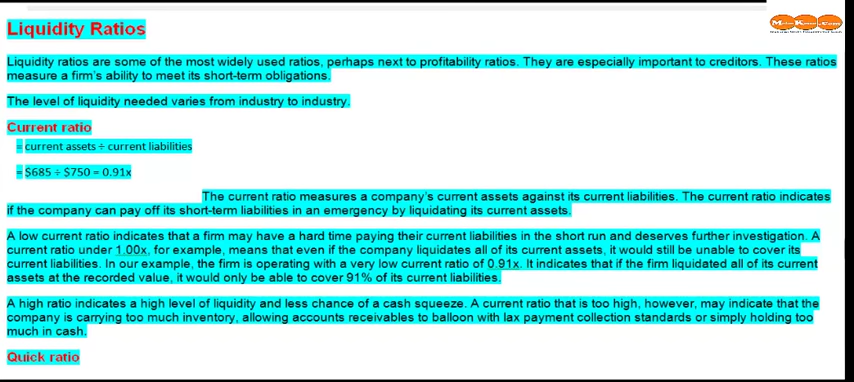 Liquidity Ratios
Liquidity ratios are some of the most widely used ratios, perhaps next to profitability ratios. They are especially important to creditors. These ratios
measure a firm's ability to meet its short-term obligations.
The level of liquidity needed varies from industry to industry.
Current ratio
= current assets ÷ current liabilities
= $685 ÷ $750 = 0.91x
The current ratio measures a company's current assets against its current liabilities. The current ratio indicates
if the company can pay off its short-term liabilities in an emergency by liquidating its current assets.
A low current ratio indicates that a firm may have a hard time paying their current liabilities in the short run and deserves further investigation. A
current ratio under 1.00x, for example, means that even if the company liquidates all of its current assets, it would still be unable to cover its
current liabilities. In our example, the firm is operating with a very low current ratio of 0.91x. It indicates that if the firm liquidated all of its current
assets at the recorded value, it would only be able to cover 91% of its current liabilities.
A high ratio indicates a high level of liquidity and less chance of a cash squeeze. A current ratio that is too high, however, may indicate that the
company is carrying too much inventory, allowing accounts receivables to balloon with lax payment collection standards or simply holding too
much in cash.
Quick ratio